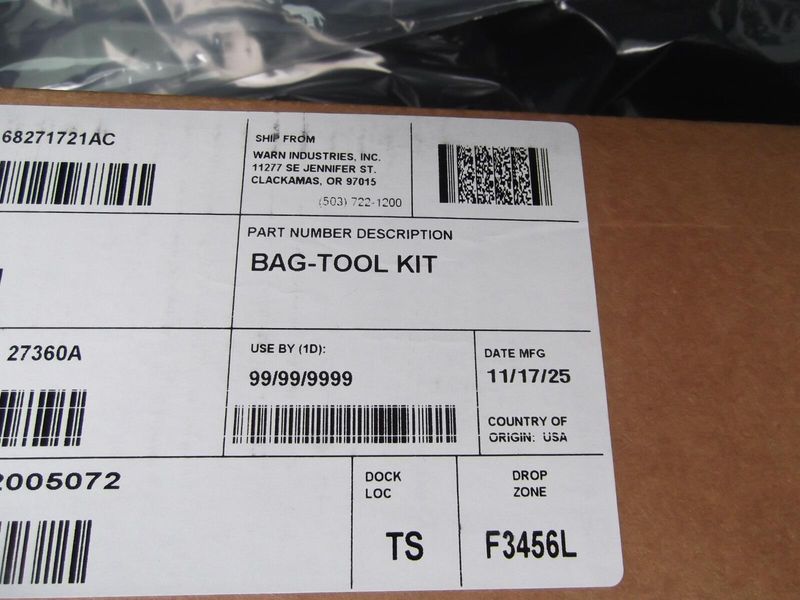 68271721AC
SHIP FROM
WARN INDUSTRIES, INC.
11277 SE JENNIFER ST.
CLACKAMAS, OR 97015
(503) 722-1200
PART NUMBER DESCRIPTION
BAG-TOOL KIT
27360A
USE BY (1D):
99/99/9999
DATE MFG
11/17/25
COUNTRY OF
ORIGIN: USA
2005072
DOCK
LOC
TS
DROP
ZONE
F3456L